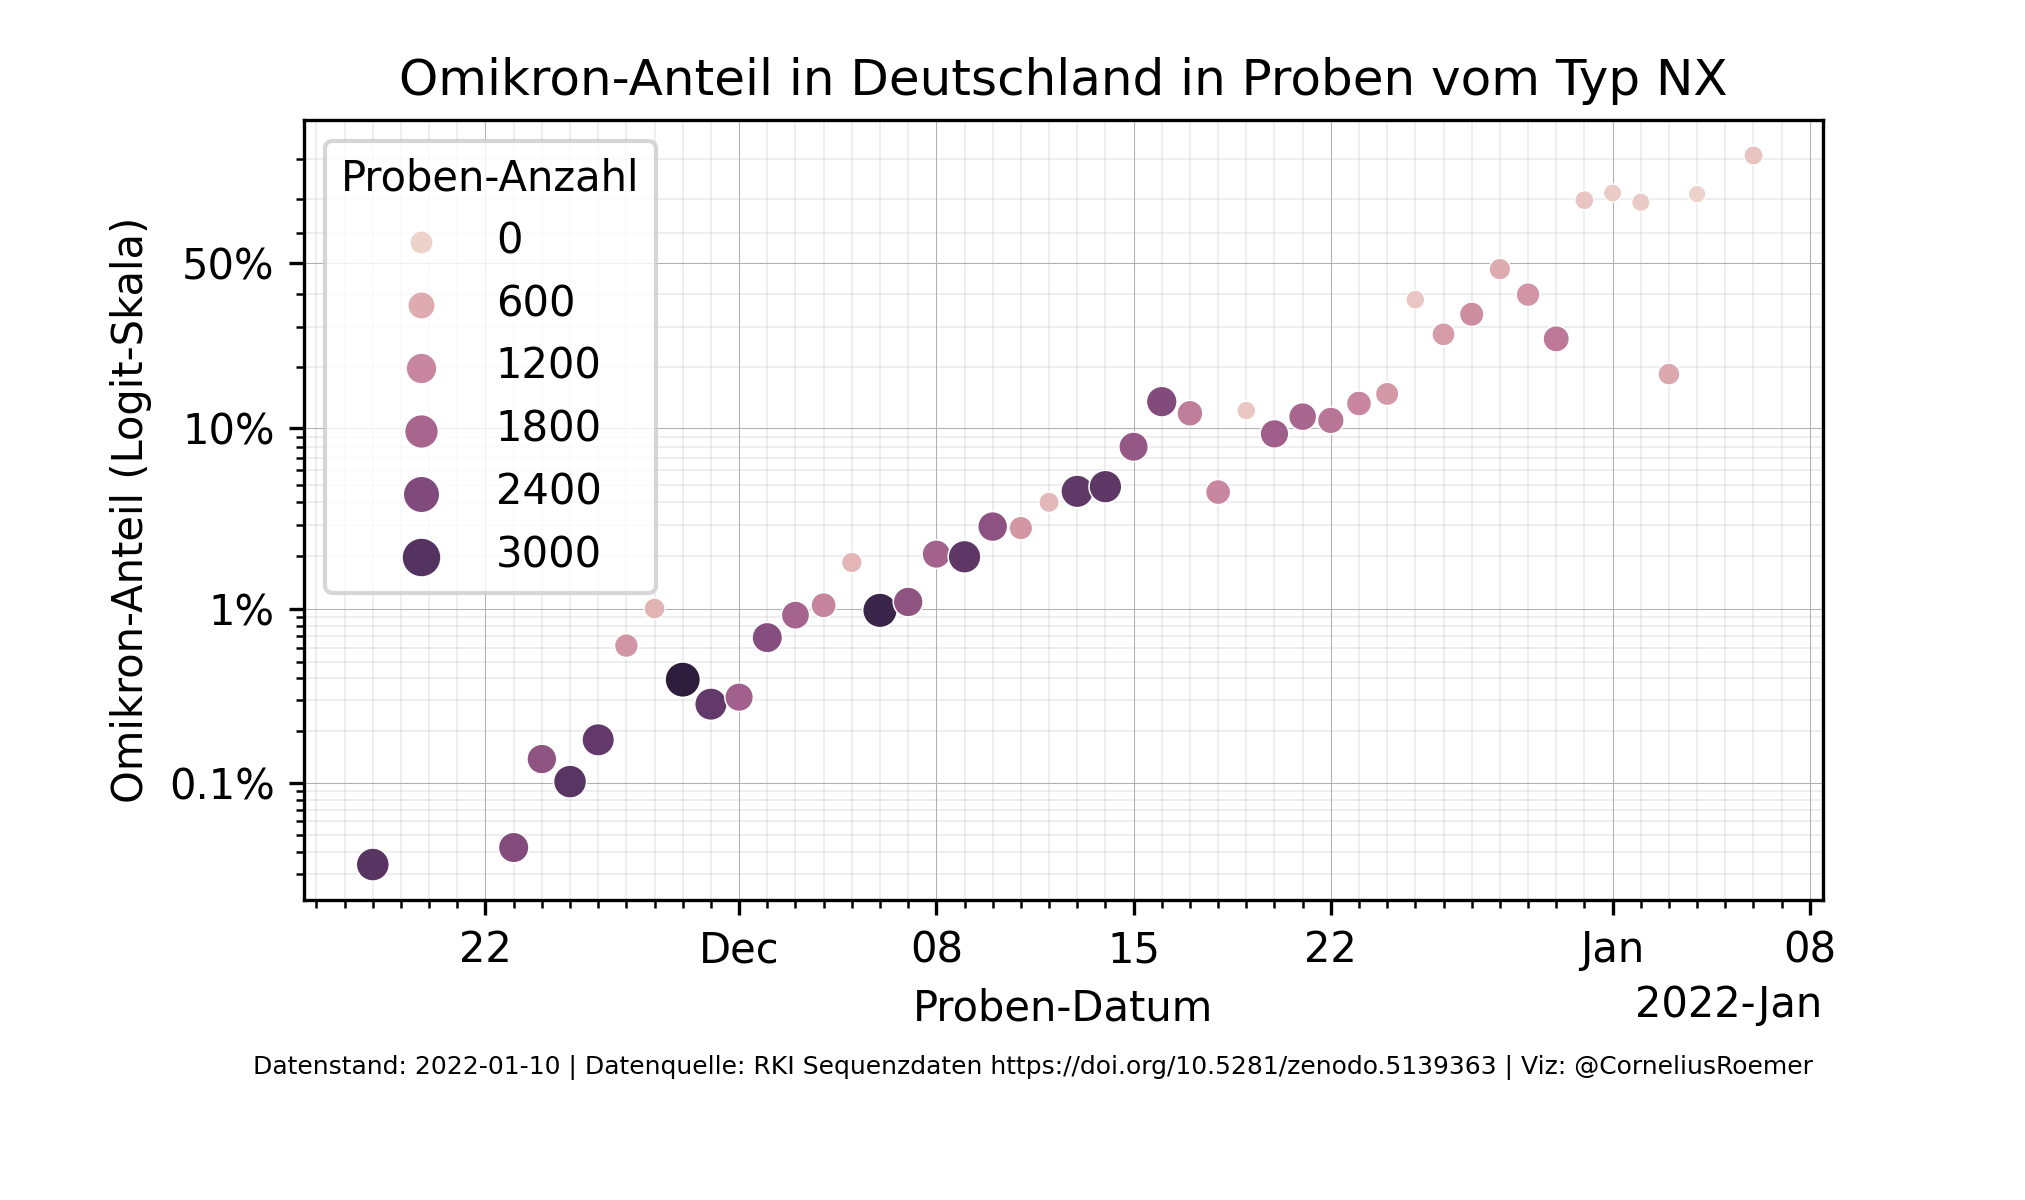 Omikron-Anteil in Deutschland in Proben vom Typ NX
Proben-Anzahl
0
600
1200
1800
2400
3000
Omikron-Anteil (Logit-Skala)
50%
10%
1%
0.1%
22 Dec 08 15 22 Jan 08
Proben-Datum
2022-Jan
Datenstand: 2022-01-10 | Datenquelle: RKI Sequenzdaten https://doi.org/10.5281/zenodo.5139363 | Viz: @CorneliusRoemer